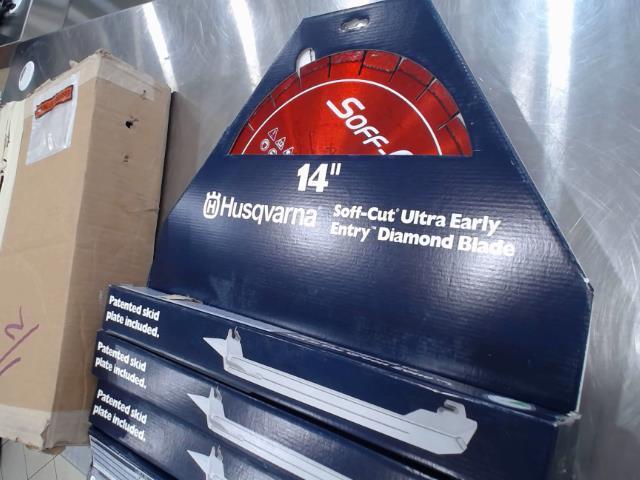 SOFF-C
14"
Husqvarna
Soff-Cut® Ultra Early
Entry™ Diamond Blade
Patented skid
plate included.
Patented skid
plate included.
Patented skid
plate included.